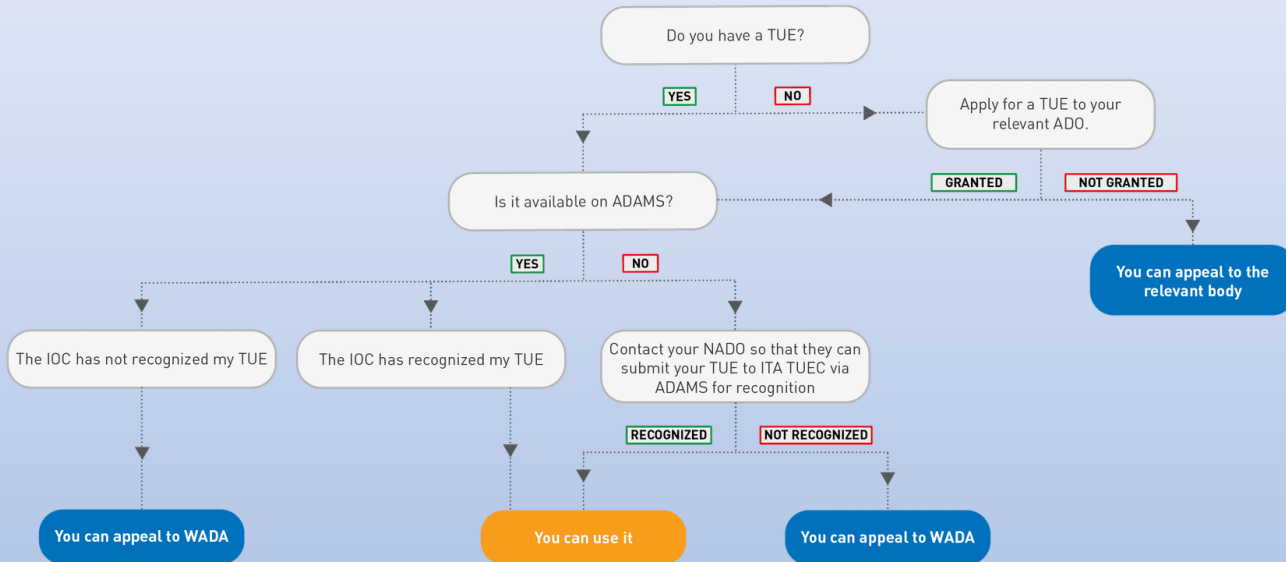 Do you have a TUE?
YES
NO
Apply for a TUE to your
relevant ADO.
GRANTED
NOT GRANTED
Is it available on ADAMS?
YES
NO
You can appeal to the
relevant body
The IOC has not recognized my TUE
The IOC has recognized my TUE
Contact your NADO so that they can
submit your TUE to ITA TUEC via
ADAMS for recognition
RECOGNIZED
NOT RECOGNIZED
You can appeal to WADA
You can use it
You can appeal to WADA